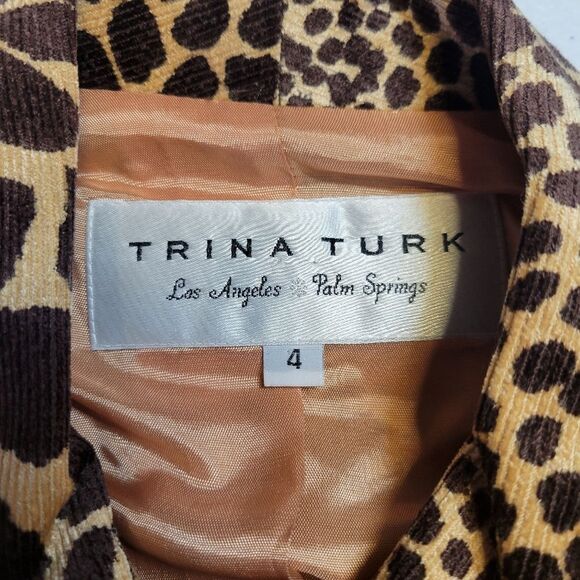 TRINA TURK
Los Angeles ❊ Palm Springs
4